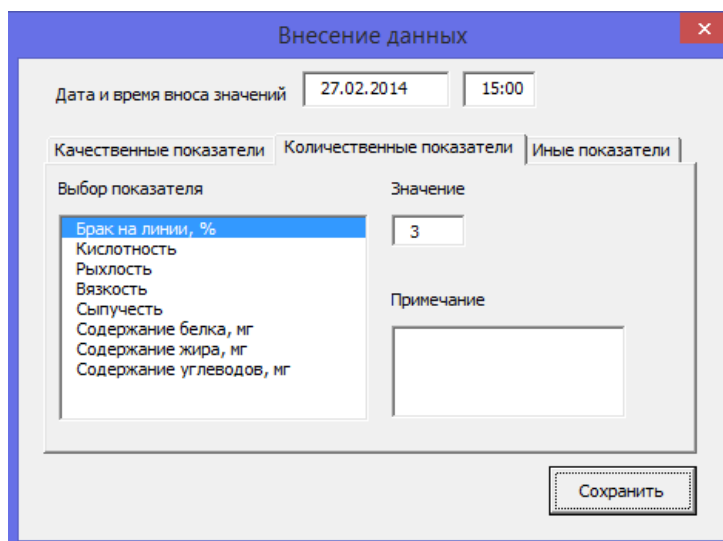 Внесение данных
Дата и время вноса значений 27.02.2014 15:00
Качественные показатели Количественные показатели Иные показатели
Выбор показателя Значение
Брак на линии, % 3
Кислотность
Рыхлость
Вязкость
Сыпучесть Примечание
Содержание белка, мг
Содержание жира, мг
Содержание углеводов, мг
Сохранить